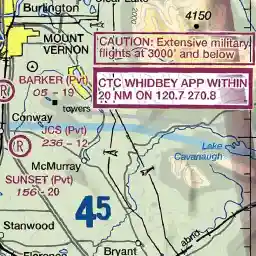 Burlington
Clear Lake
4150
MOUNT
VERNON
CAUTION: Extensive military
flights at 3000' and below
BARKER (Pvt)
05 - 19
towers
CTC WHIDBEY APP WITHIN
20 NM ON 120.7 270.8
Conway
JCS (Pvt)
236 - 12
R
R
Lake
Cavanaugh
McMurray
SUNSET (Pvt)
156 - 20
45
Stanwood
Bryant